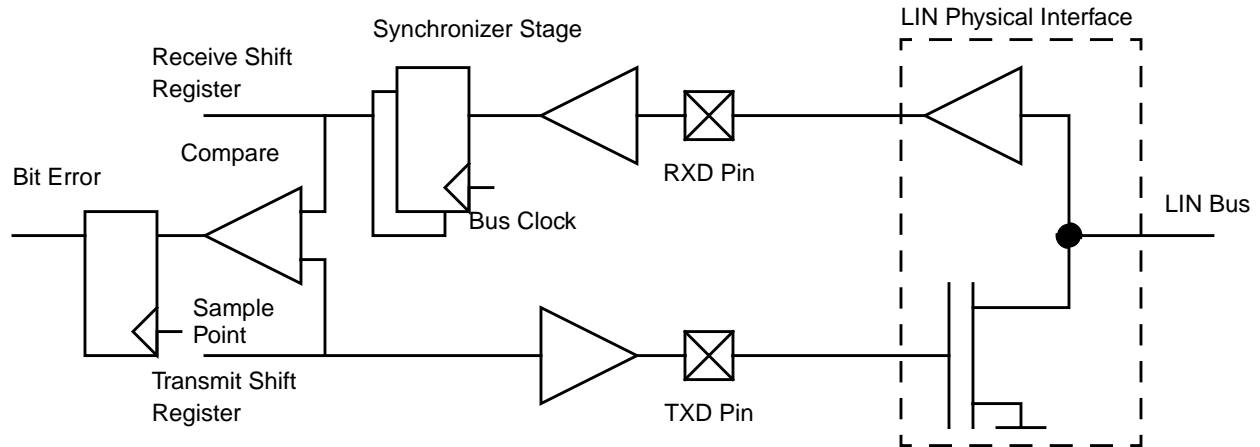 LIN Physical Interface
Synchronizer Stage
Receive Shift
Register
Compare
RXD Pin
Bit Error
Bus Clock
LIN Bus
Sample
Point
Transmit Shift
Register
TXD Pin